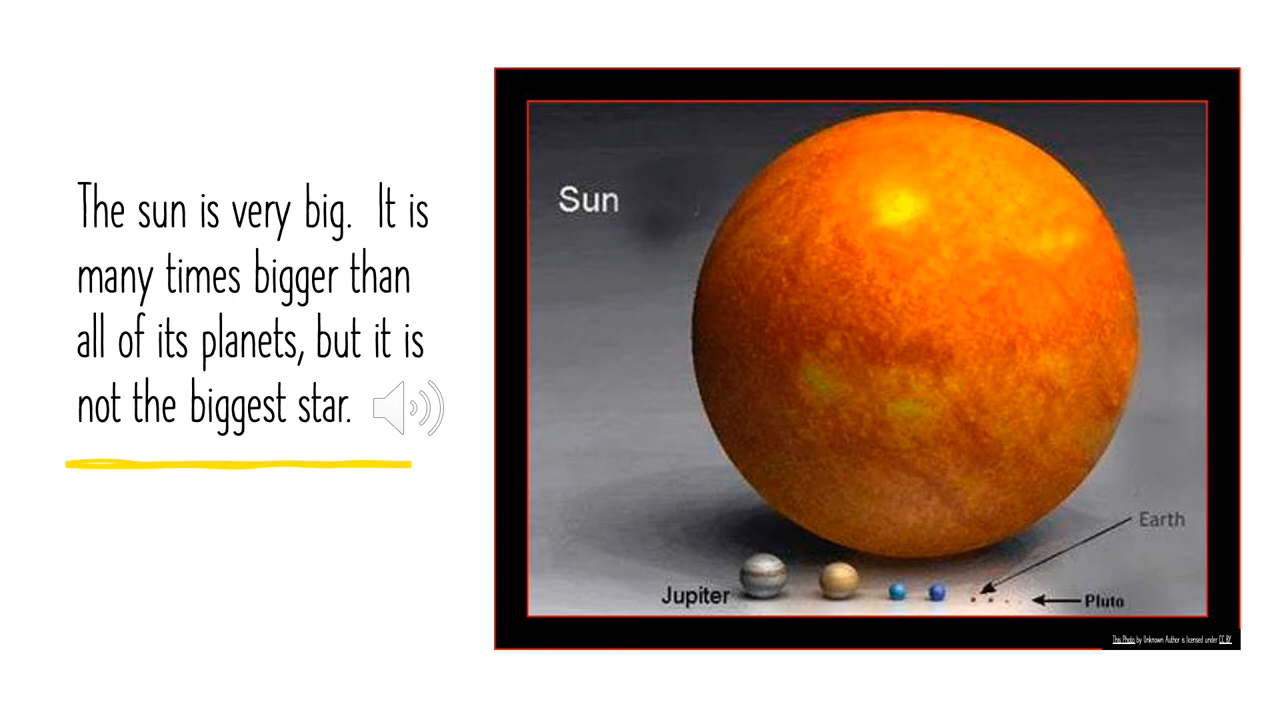 The sun is very big.  It is
many times bigger than
all of its planets, but it is
not the biggest star.
Sun
Earth
Jupiter
Pluto
This Photo by Unknown Author is licensed under CC BY